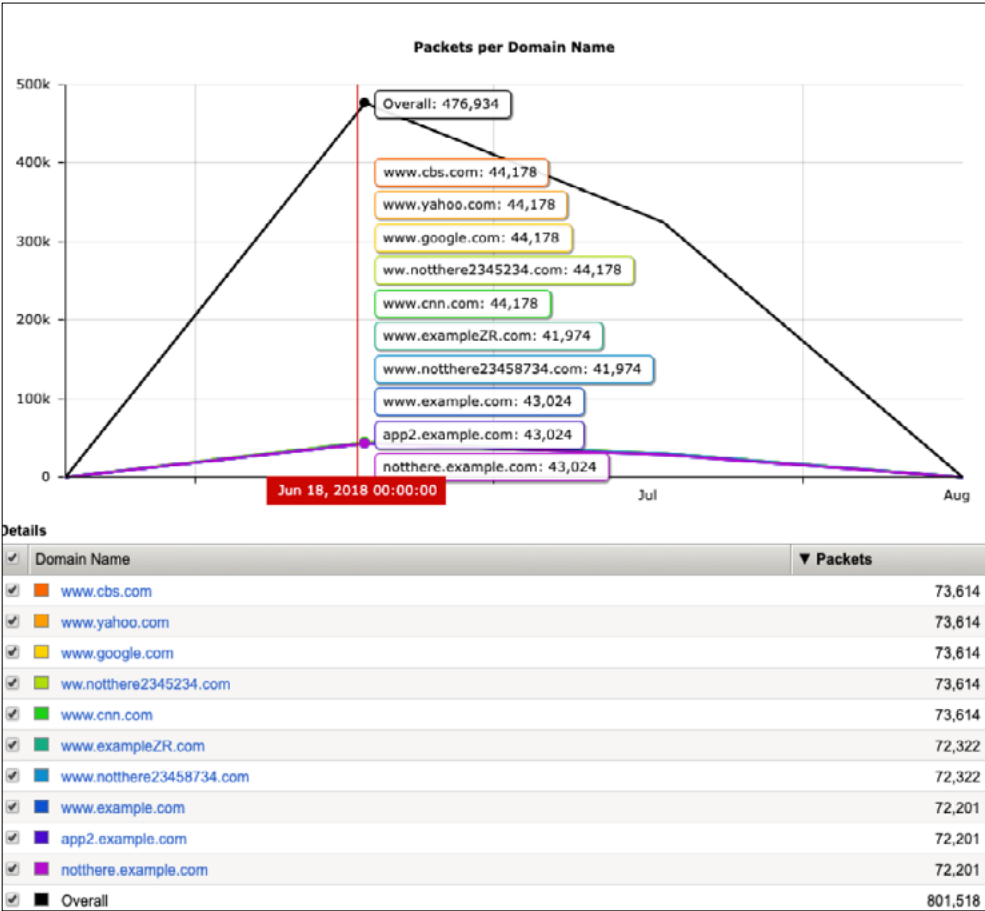 Packets per Domain Name
500k
400k
300k
200k
100k
0
Overall: 476,934
www.cbs.com: 44,178
www.yahoo.com: 44,178
www.google.com: 44,178
ww.notthere2345234.com: 44,178
www.cnn.com: 44,178
www.exampleZR.com: 41,974
www.notthere23458734.com: 41,974
www.example.com: 43,024
app2.example.com: 43,024
notthere.example.com: 43,024
Jun 18, 2018 00:00:00
Jul
Aug
Details
Domain Name ▼ Packets
www.cbs.com 73,614
www.yahoo.com 73,614
www.google.com 73,614
ww.notthere2345234.com 73,614
www.cnn.com 73,614
www.exampleZR.com 72,322
www.notthere23458734.com 72,322
www.example.com 72,201
app2.example.com 72,201
notthere.example.com 72,201
Overall 801,518